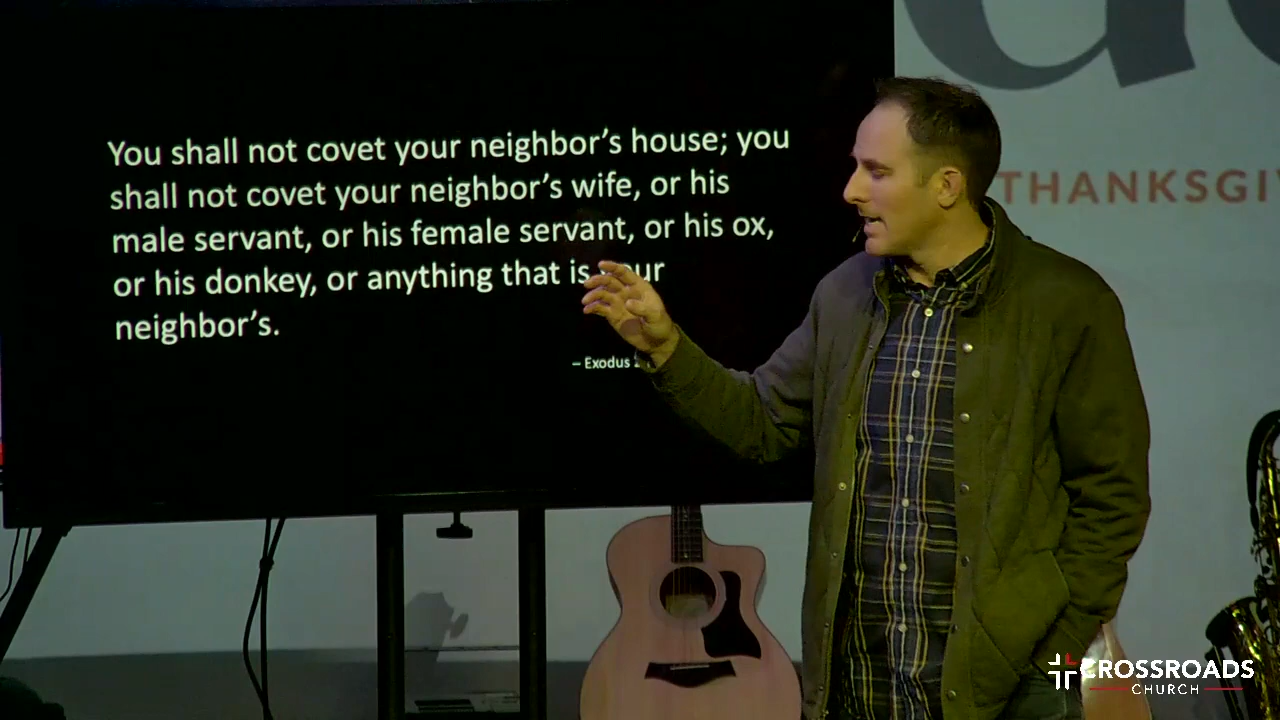 You shall not covet your neighbor's house; you
shall not covet your neighbor's wife, or his
male servant, or his female servant, or his ox,
or his donkey, or anything that is your
neighbor's.
– Exodus
CROSSROADS
CHURCH